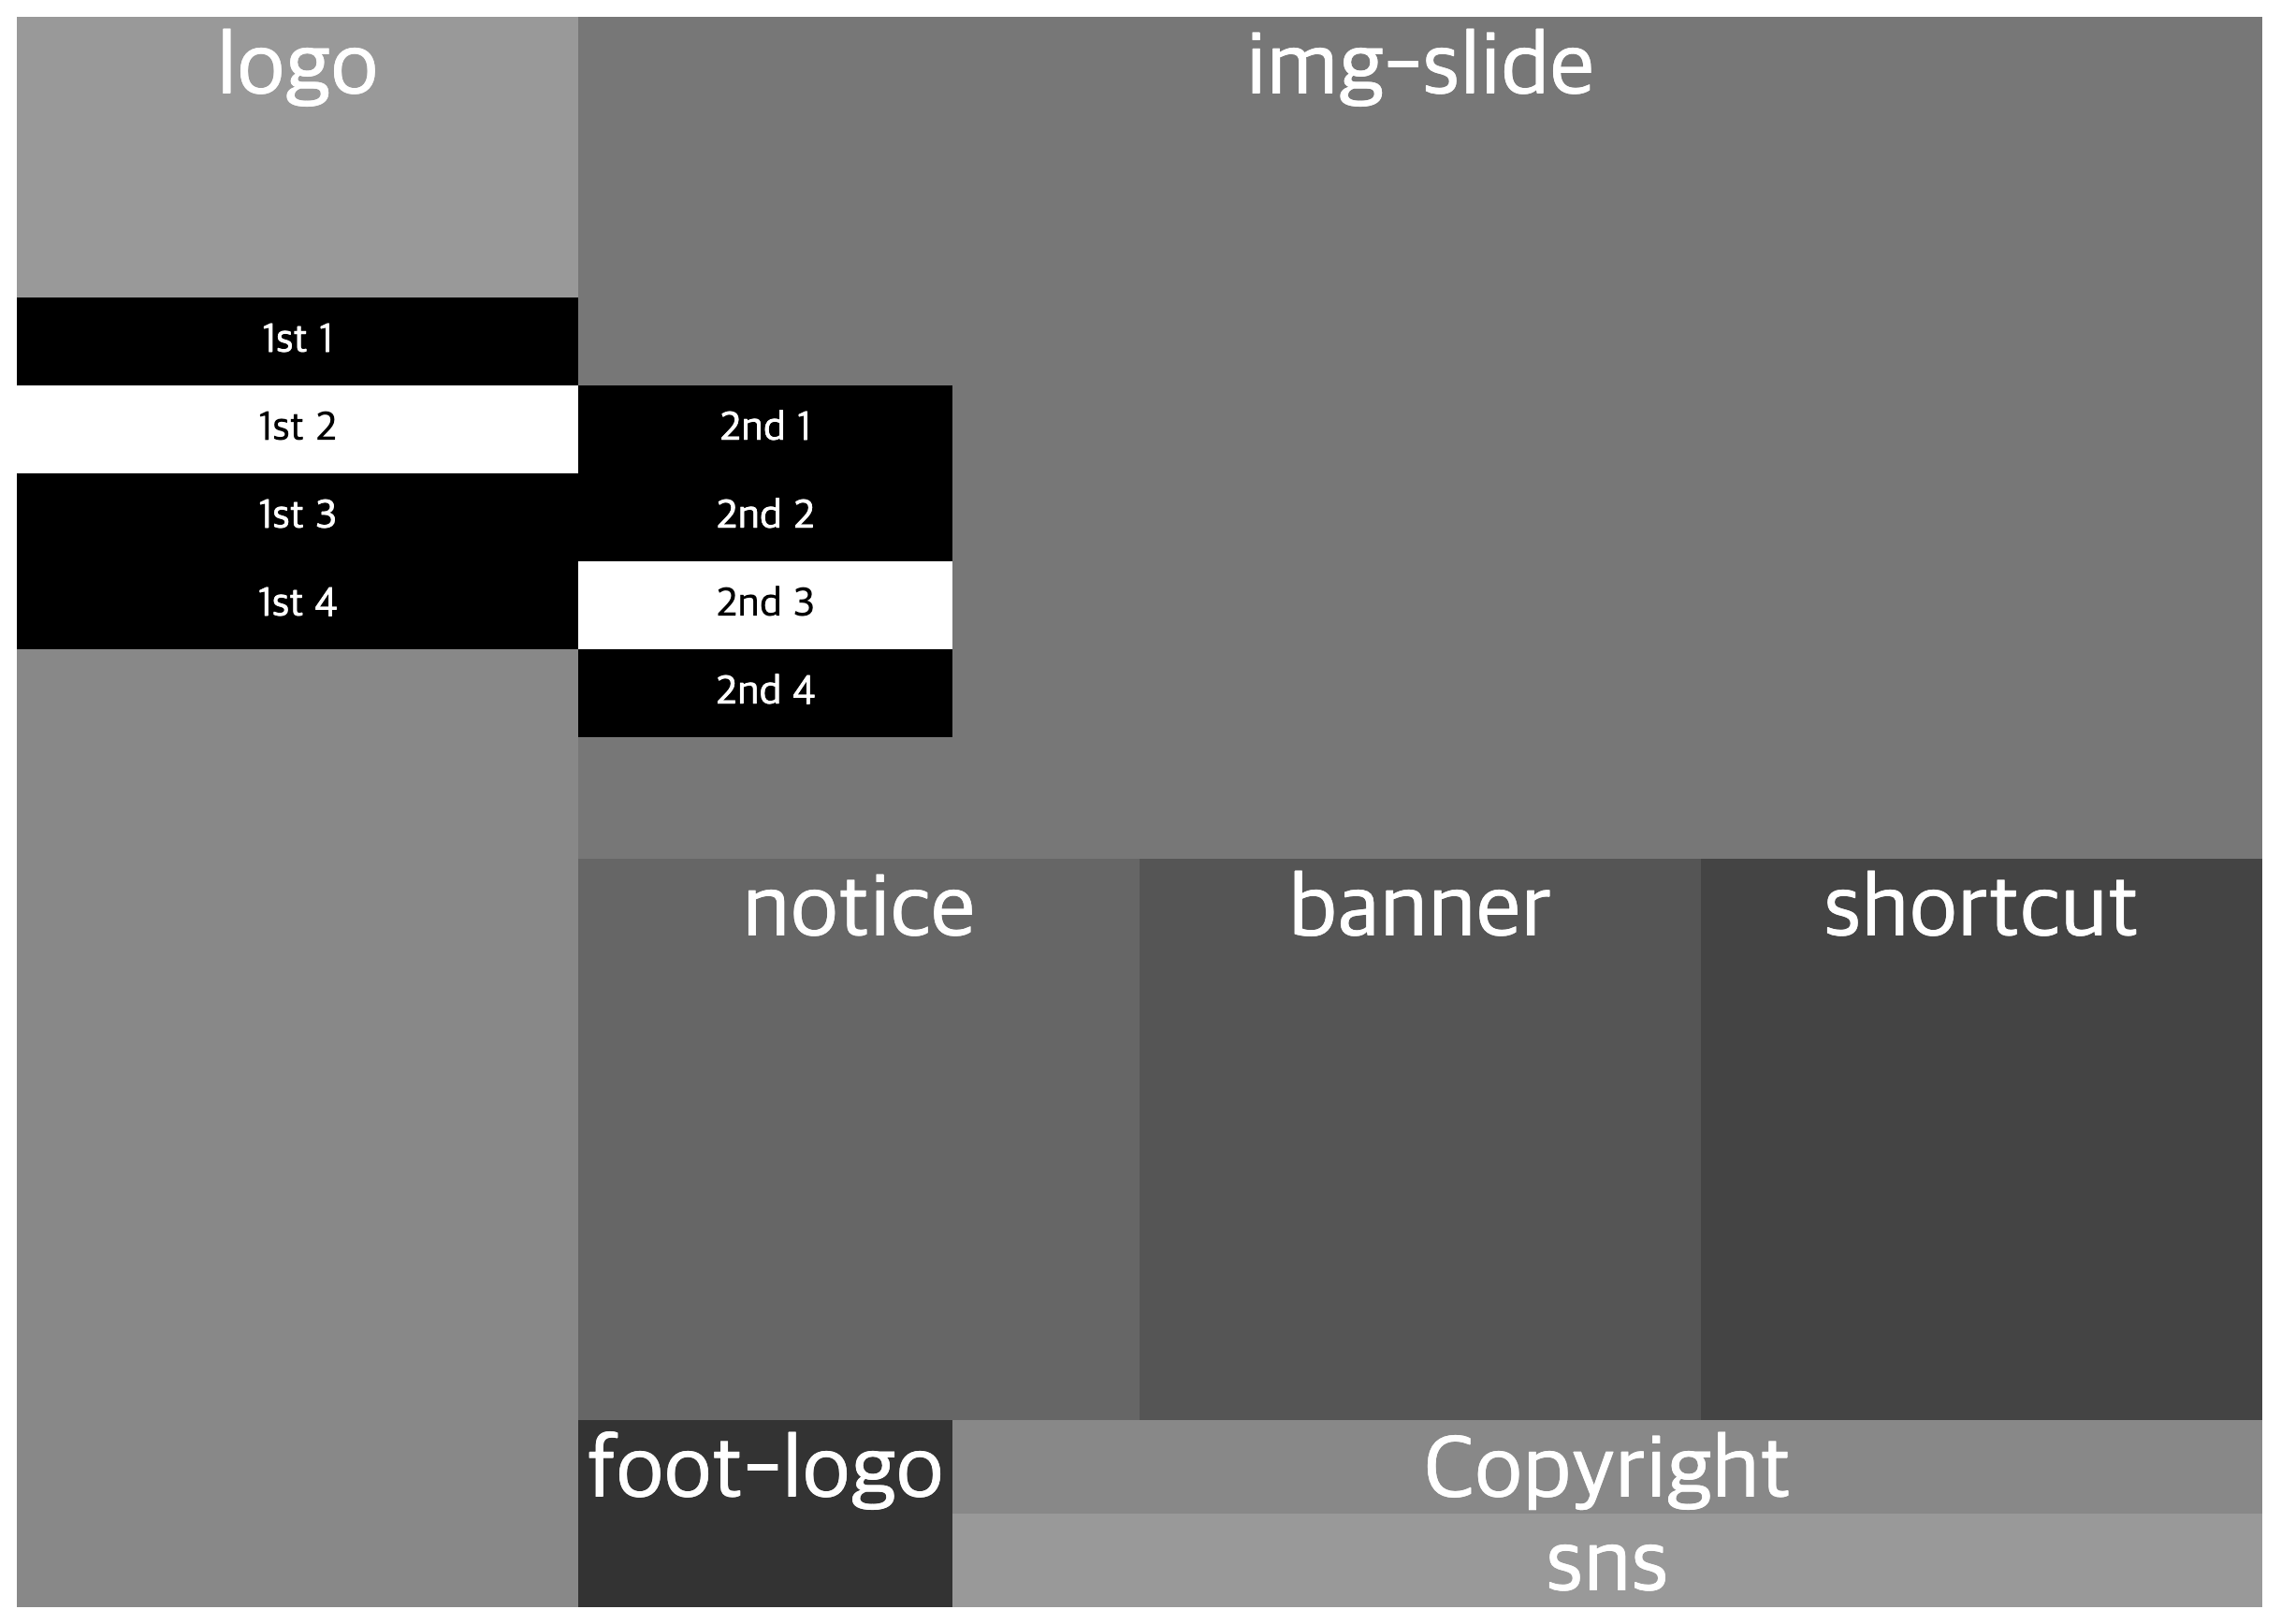 logo
img-slide
1st 1
1st 2
1st 3
1st 4
2nd 1
2nd 2
2nd 3
2nd 4
notice
banner
shortcut
foot-logo
Copyright
sns